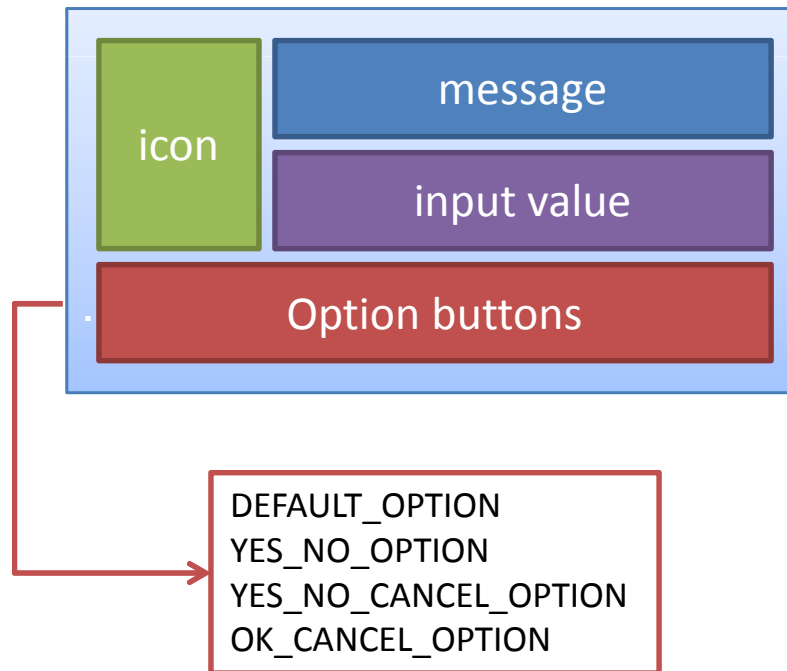 icon
message
input value
.
Option buttons
DEFAULT_OPTION
YES_NO_OPTION
YES_NO_CANCEL_OPTION
OK_CANCEL_OPTION